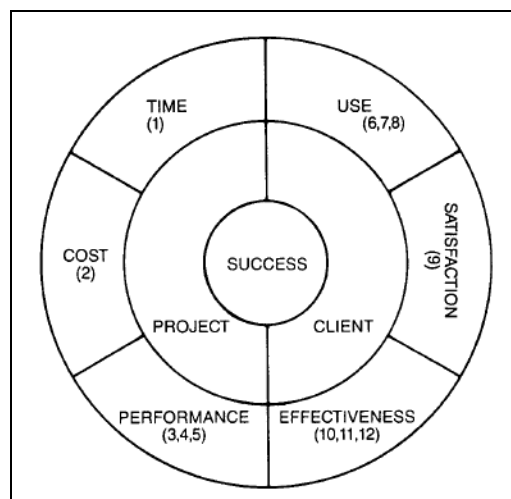 TIME
(1)
USE
(6,7,8)
COST
(2)
SATISFACTION
(9)
SUCCESS
PROJECT
CLIENT
PERFORMANCE
(3,4,5)
EFFECTIVENESS
(10,11,12)